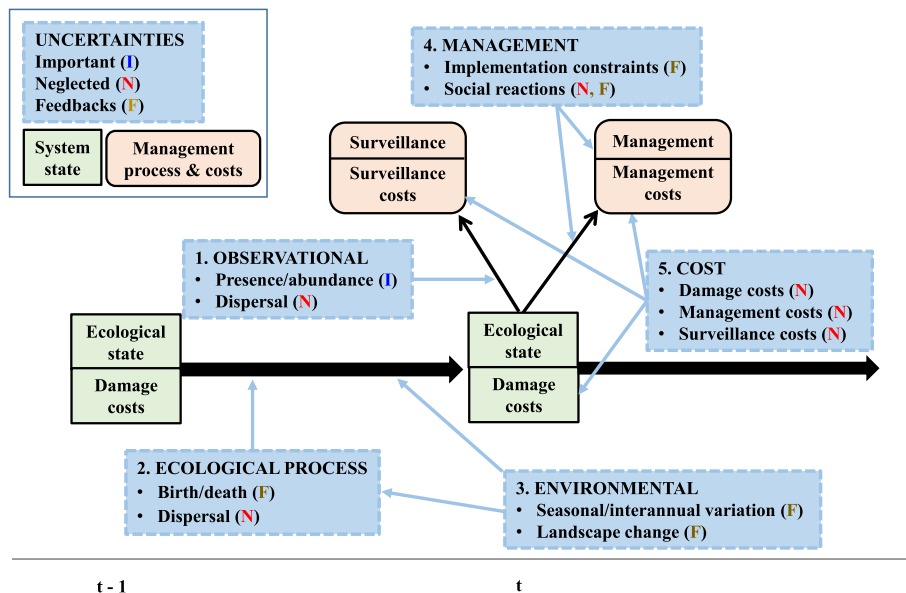 UNCERTAINTIES
Important (I)
Neglected (N)
Feedbacks (F)
System
state
Management
process & costs
4. MANAGEMENT
• Implementation constraints (F)
• Social reactions (N, F)
Surveillance
Surveillance
costs
Management
Management
costs
1. OBSERVATIONAL
• Presence/abundance (I)
• Dispersal (N)
5. COST
• Damage costs (N)
• Management costs (N)
• Surveillance costs (N)
Ecological
state
Damage
costs
Ecological
state
Damage
costs
2. ECOLOGICAL PROCESS
• Birth/death (F)
• Dispersal (N)
3. ENVIRONMENTAL
• Seasonal/interannual variation (F)
• Landscape change (F)
t - 1
t